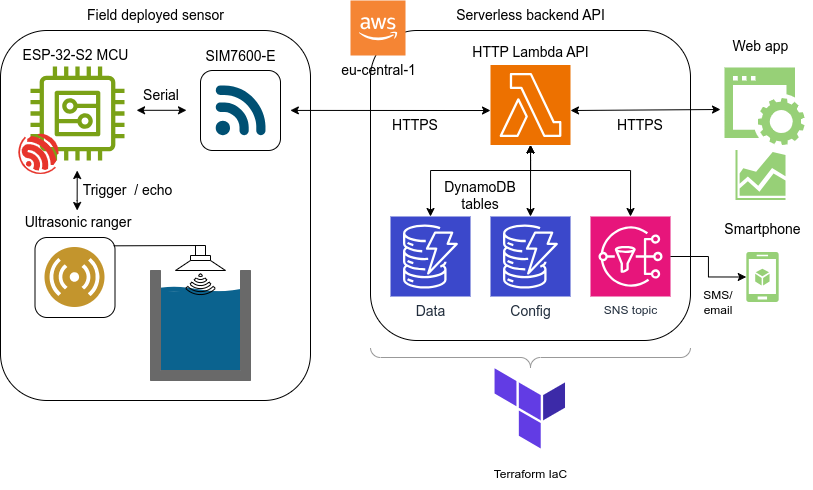 Field deployed sensor
ESP-32-S2 MCU
SIM7600-E
Serial
Trigger / echo
Ultrasonic ranger
aws
eu-central-1
Serverless backend API
HTTP Lambda API
HTTPS
HTTPS
DynamoDB
tables
Data
Config
SNS topic
Web app
Smartphone
SMS/
email
Terraform IaC